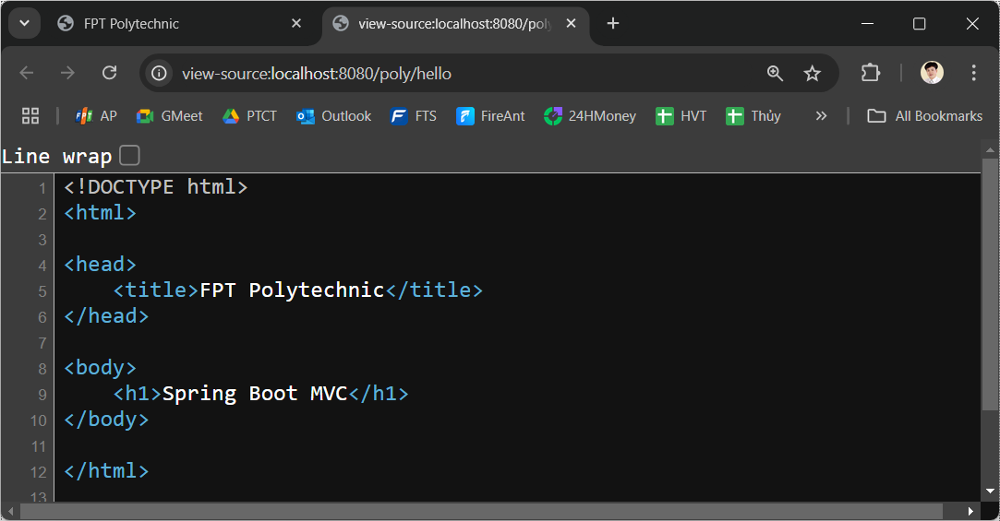 FPT Polytechnic
view-source:localhost:8080/pol
view-source:localhost:8080/poly/hello
AP GMeet PTCT Outlook FTS FireAnt 24HMoney HVT Thủy » All Bookmarks
Line wrap
1 <!DOCTYPE html>
2 <html>
3
4 <head>
5 <title>FPT Polytechnic</title>
6 </head>
7
8 <body>
9 <h1>Spring Boot MVC</h1>
10 </body>
11
12 </html>
13